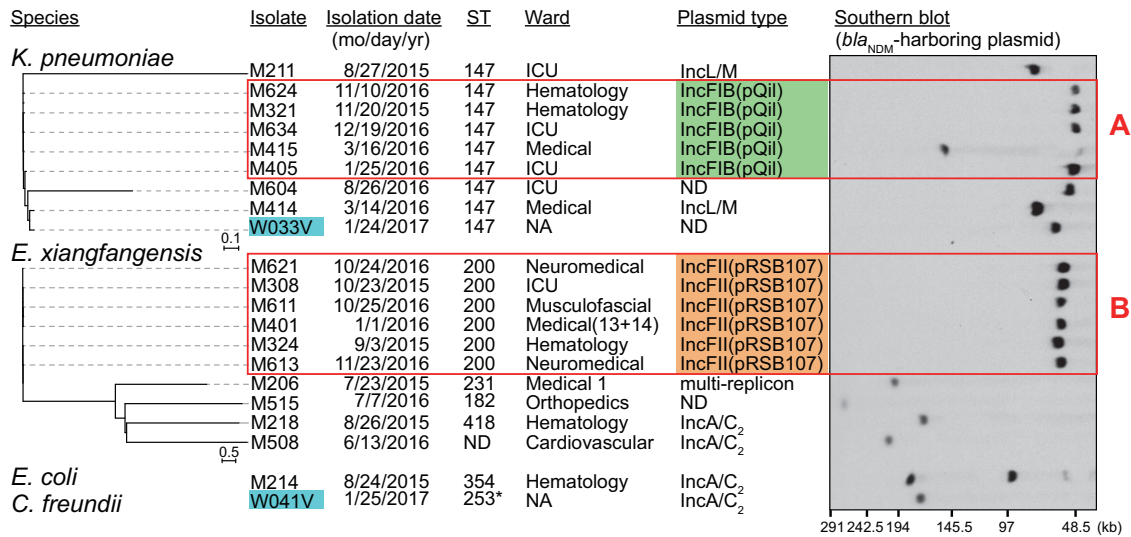 Species Isolate Isolation date ST Ward Plasmid type Southern blot
(mo/day/yr) (blaNDM-harboring plasmid)
K. pneumoniae
M211 8/27/2015 147 ICU IncL/M
M624 11/10/2016 147 Hematology IncFIB(pQil)
M321 11/20/2015 147 Hematology IncFIB(pQil)
A
M634 12/19/2016 147 ICU IncFIB(pQil)
M415 3/16/2016 147 Medical IncFIB(pQil)
M405 1/25/2016 147 ICU IncFIB(pQil)
M604 8/26/2016 147 ICU ND
M414 3/14/2016 147 Medical IncL/M
W033V 1/24/2017 147 NA ND
0.1
E. xiangfangensis
M621 10/24/2016 200 Neuromedical IncFII(pRSB107)
M308 10/23/2015 200 ICU IncFII(pRSB107)
M611 10/25/2016 200 Musculofascial IncFII(pRSB107)
B
M401 1/1/2016 200 Medical(13+14) IncFII(pRSB107)
M324 9/3/2015 200 Hematology IncFII(pRSB107)
M613 11/23/2016 200 Neuromedical IncFII(pRSB107)
M206 7/23/2015 231 Medical 1 multi-replicon
M515 7/7/2016 182 Orthopedics ND
M218 8/26/2015 418 Hematology IncA/C2
M508 6/13/2016 ND Cardiovascular IncA/C2
0.5
E. coli M214 8/24/2015 354 Hematology IncA/C2
C. freundii W041V 1/25/2017 253* NA IncA/C2
291 242.5 194 145.5 97 48.5 (kb)